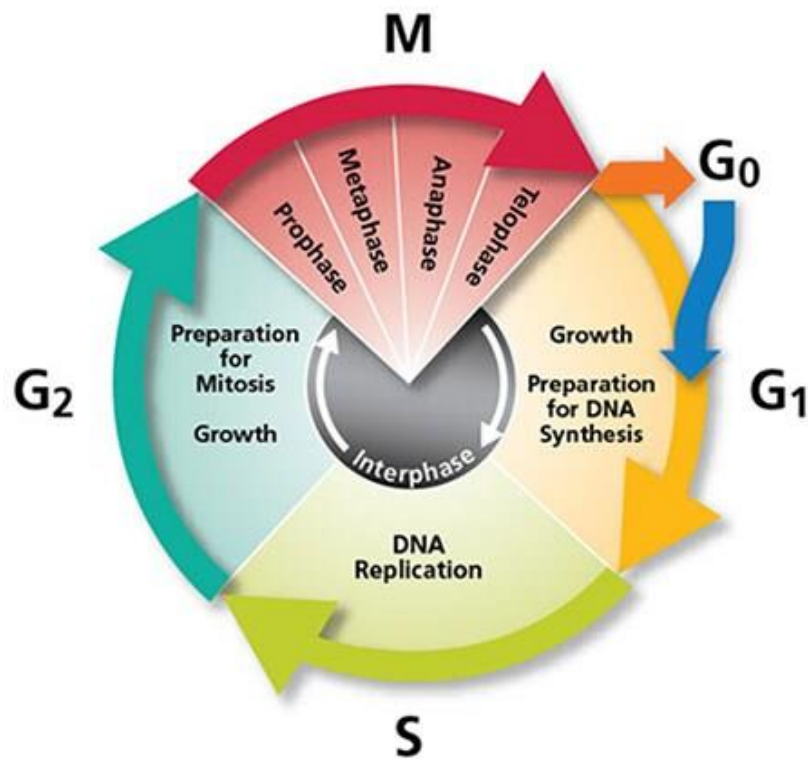 M
G₀
Prophase
Metaphase
Anaphase
Telophase
Growth
Preparation
for DNA
Synthesis
G₁
Preparation
for
Mitosis
Growth
G₂
Interphase
DNA
Replication
S